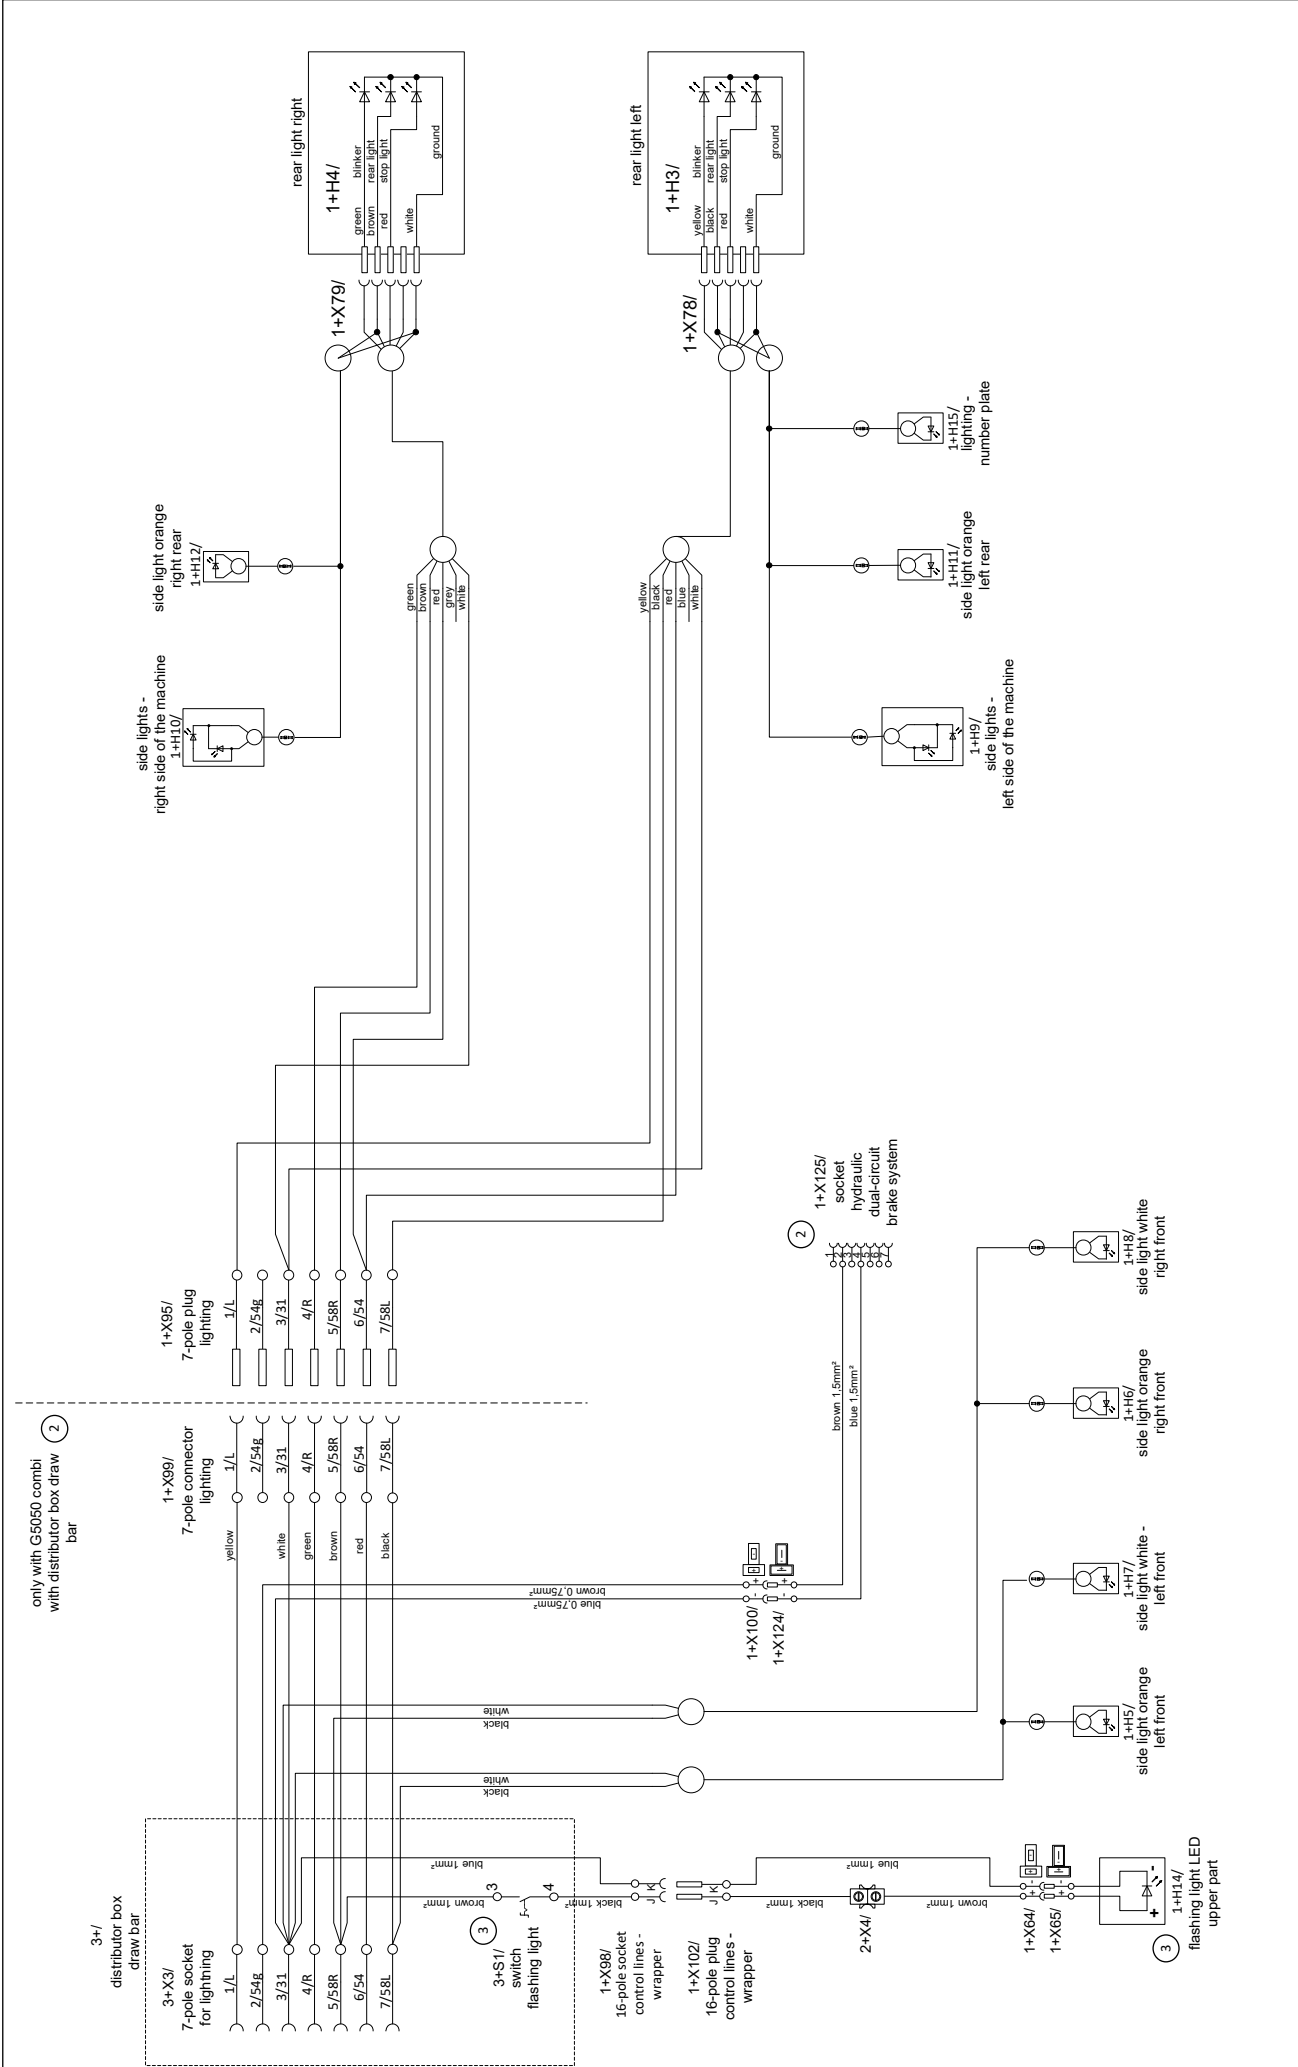 rear light right
1+H4/
green
brown
red
white
blinker
rear light
stop light
ground
1+X79/
rear light left
1+H3/
yellow
black
red
white
blinker
rear light
stop light
ground
1+X78/
1+H15/
lighting -
number plate
side light orange
right rear
1+H12/
1+H11/
side light orange
left rear
side lights -
right side of the machine
1+H10/
1+H9/
side lights -
left side of the machine
green
brown
red
grey
white
yellow
black
red
blue
white
1+X125/
socket
hydraulic
dual-circuit
brake system
2
1
2
3
4
5
6
7
brown 1,5mm²
blue 1,5mm²
1+X95/
7-pole plug
lighting
1/L
2/54g
3/31
4/R
5/58R
6/54
7/58L
only with G5050 combi
with distributor box draw
bar
2
1+X99/
7-pole connector
lighting
1/L
2/54g
3/31
4/R
5/58R
6/54
7/58L
yellow
white
green
brown
red
black
brown 0,75mm²
blue 0,75mm²
1+X100/
1+X124/
+
-
+
-
white
black
white
black
1+H8/
side light white
right front
1+H6/
side light orange
right front
1+H7/
side light white -
left front
1+H5/
side light orange
left front
3+/
distributor box
draw bar
3+X3/
7-pole socket
for lightning
1/L
2/54g
3/31
4/R
5/58R
6/54
7/58L
blue 1mm²
brown 1mm²
3
4
3
3+S1/
switch
flashing light
black 1mm²
J
K
1+X98/
16-pole socket
control lines -
wrapper
J
K
1+X102/
16-pole plug
control lines -
wrapper
blue 1mm²
black 1mm²
2+X4/
brown 1mm²
1+X64/
1+X65/
+
-
+
-
+
-
1+H14/
flashing light LED
upper part
3